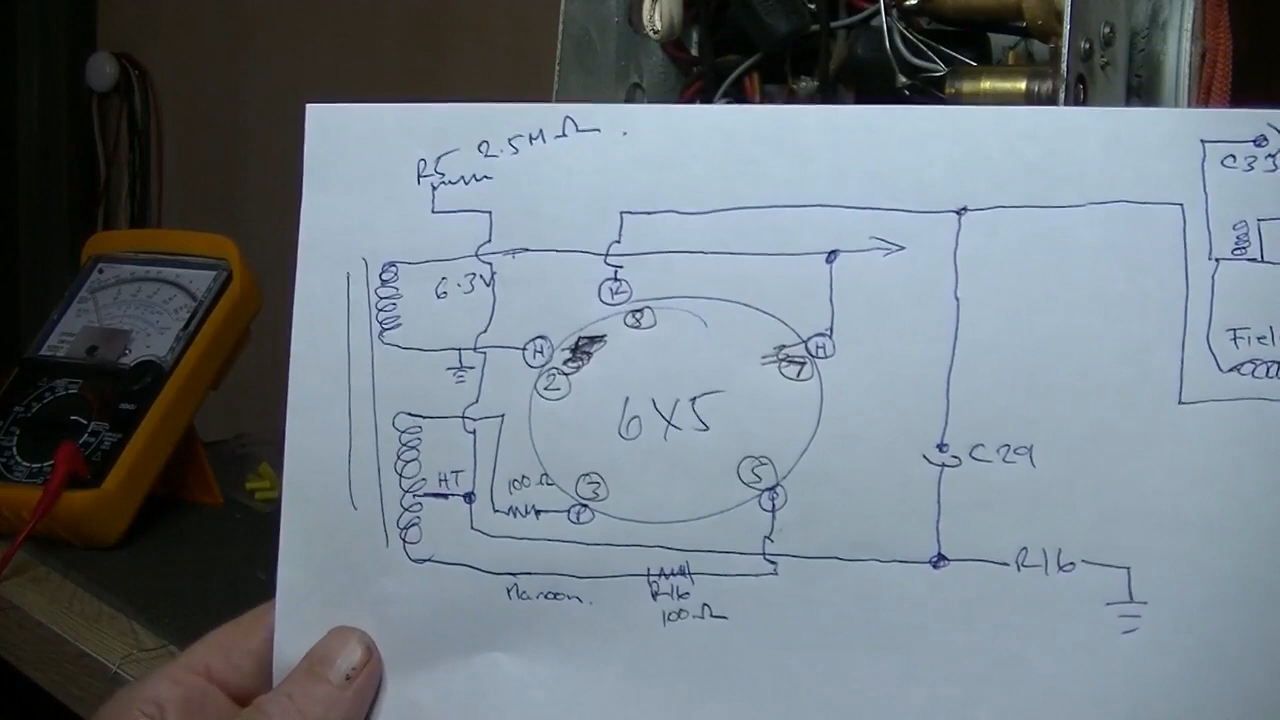 R5 2.5MΩ.
C33
6.3V
K
8
H
2
H
7
6X5
Fiel
HT
100Ω
3
P
5
P
C29
R16
Maroon.
R16
100Ω